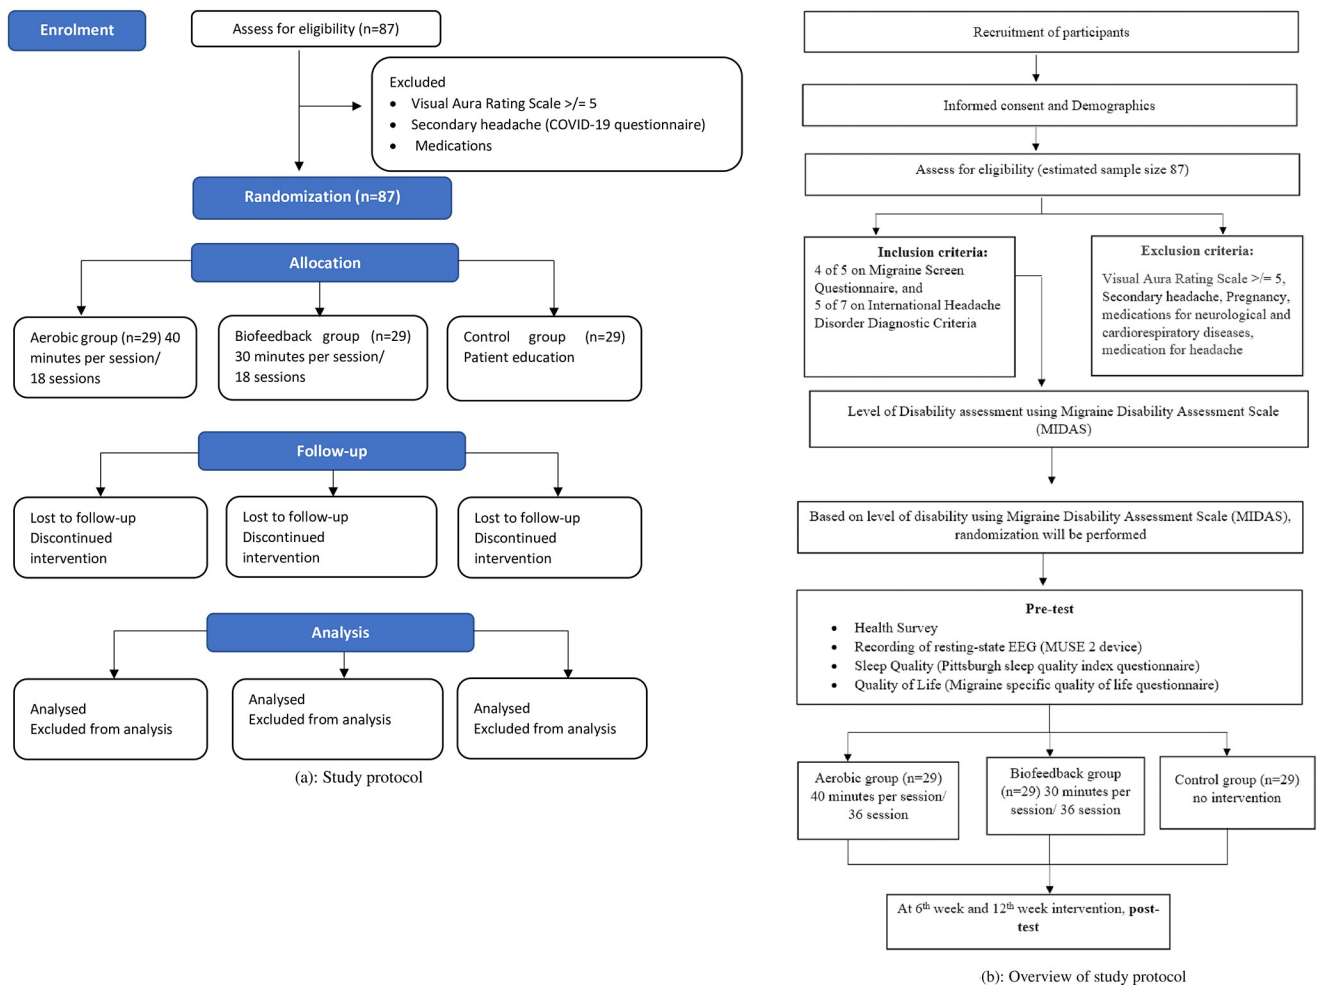 Enrolment
Assess for eligibility (n=87)
Excluded
• Visual Aura Rating Scale >/= 5
• Secondary headache (COVID-19 questionnaire)
• Medications
Randomization (n=87)
Allocation
Aerobic group (n=29) 40
minutes per session/
18 sessions
Biofeedback group (n=29)
30 minutes per session/
18 sessions
Control group (n=29)
Patient education
Follow-up
Lost to follow-up
Discontinued
intervention
Lost to follow-up
Discontinued
intervention
Lost to follow-up
Discontinued
intervention
Analysis
Analysed
Excluded from analysis
Analysed
Excluded from analysis
Analysed
Excluded from analysis
(a): Study protocol
Recruitment of participants
Informed consent and Demographics
Assess for eligibility (estimated sample size 87)
Inclusion criteria:
4 of 5 on Migraine Screen
Questionnaire, and
5 of 7 on International Headache
Disorder Diagnostic Criteria
Exclusion criteria:
Visual Aura Rating Scale >/= 5,
Secondary headache, Pregnancy,
medications for neurological and
cardiorespiratory diseases,
medication for headache
Level of Disability assessment using Migraine Disability Assessment Scale
(MIDAS)
Based on level of disability using Migraine Disability Assessment Scale (MIDAS),
randomization will be performed
Pre-test
• Health Survey
• Recording of resting-state EEG (MUSE 2 device)
• Sleep Quality (Pittsburgh sleep quality index questionnaire)
• Quality of Life (Migraine specific quality of life questionnaire)
Aerobic group (n=29)
40 minutes per session/
36 session
Biofeedback group
(n=29) 30 minutes per
session/ 36 session
Control group (n=29)
no intervention
At 6th week and 12th week intervention, post-
test
(b): Overview of study protocol